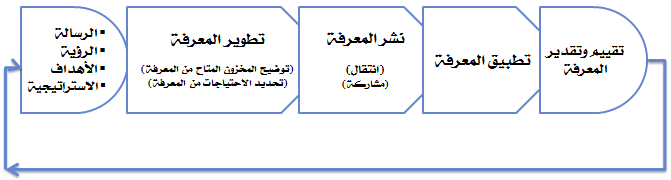 ▪ الرسالة
▪ الرؤية
▪ الأهداف
▪ الاستراتيجية
تطوير المعرفة
(توضيح المخزون المتاح من المعرفة)
(تحديد الاحتياجات من المعرفة)
نشر المعرفة
(انتقال)
(مشاركة)
تطبيق المعرفة
تقييم وتقدير
المعرفة